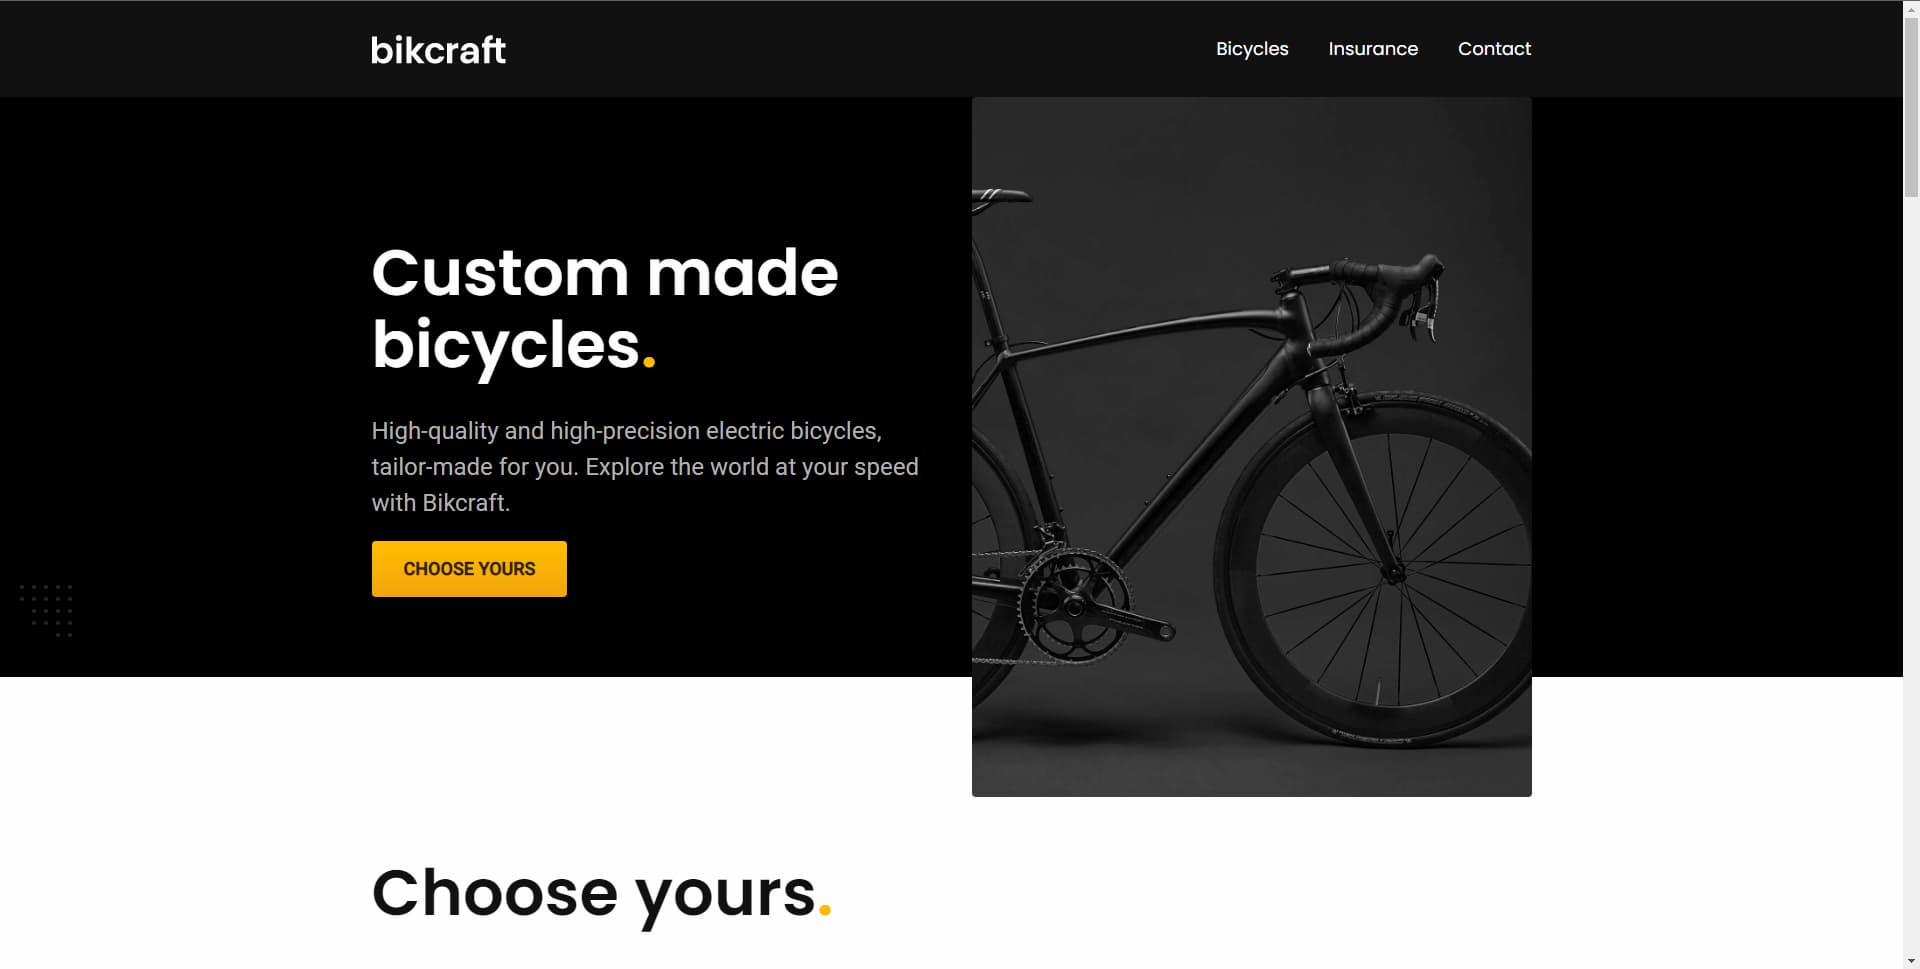 bikcraft
Bicycles Insurance Contact
Custom made
bicycles.
High-quality and high-precision electric bicycles,
tailor-made for you. Explore the world at your speed
with Bikcraft.
CHOOSE YOURS
Choose yours.